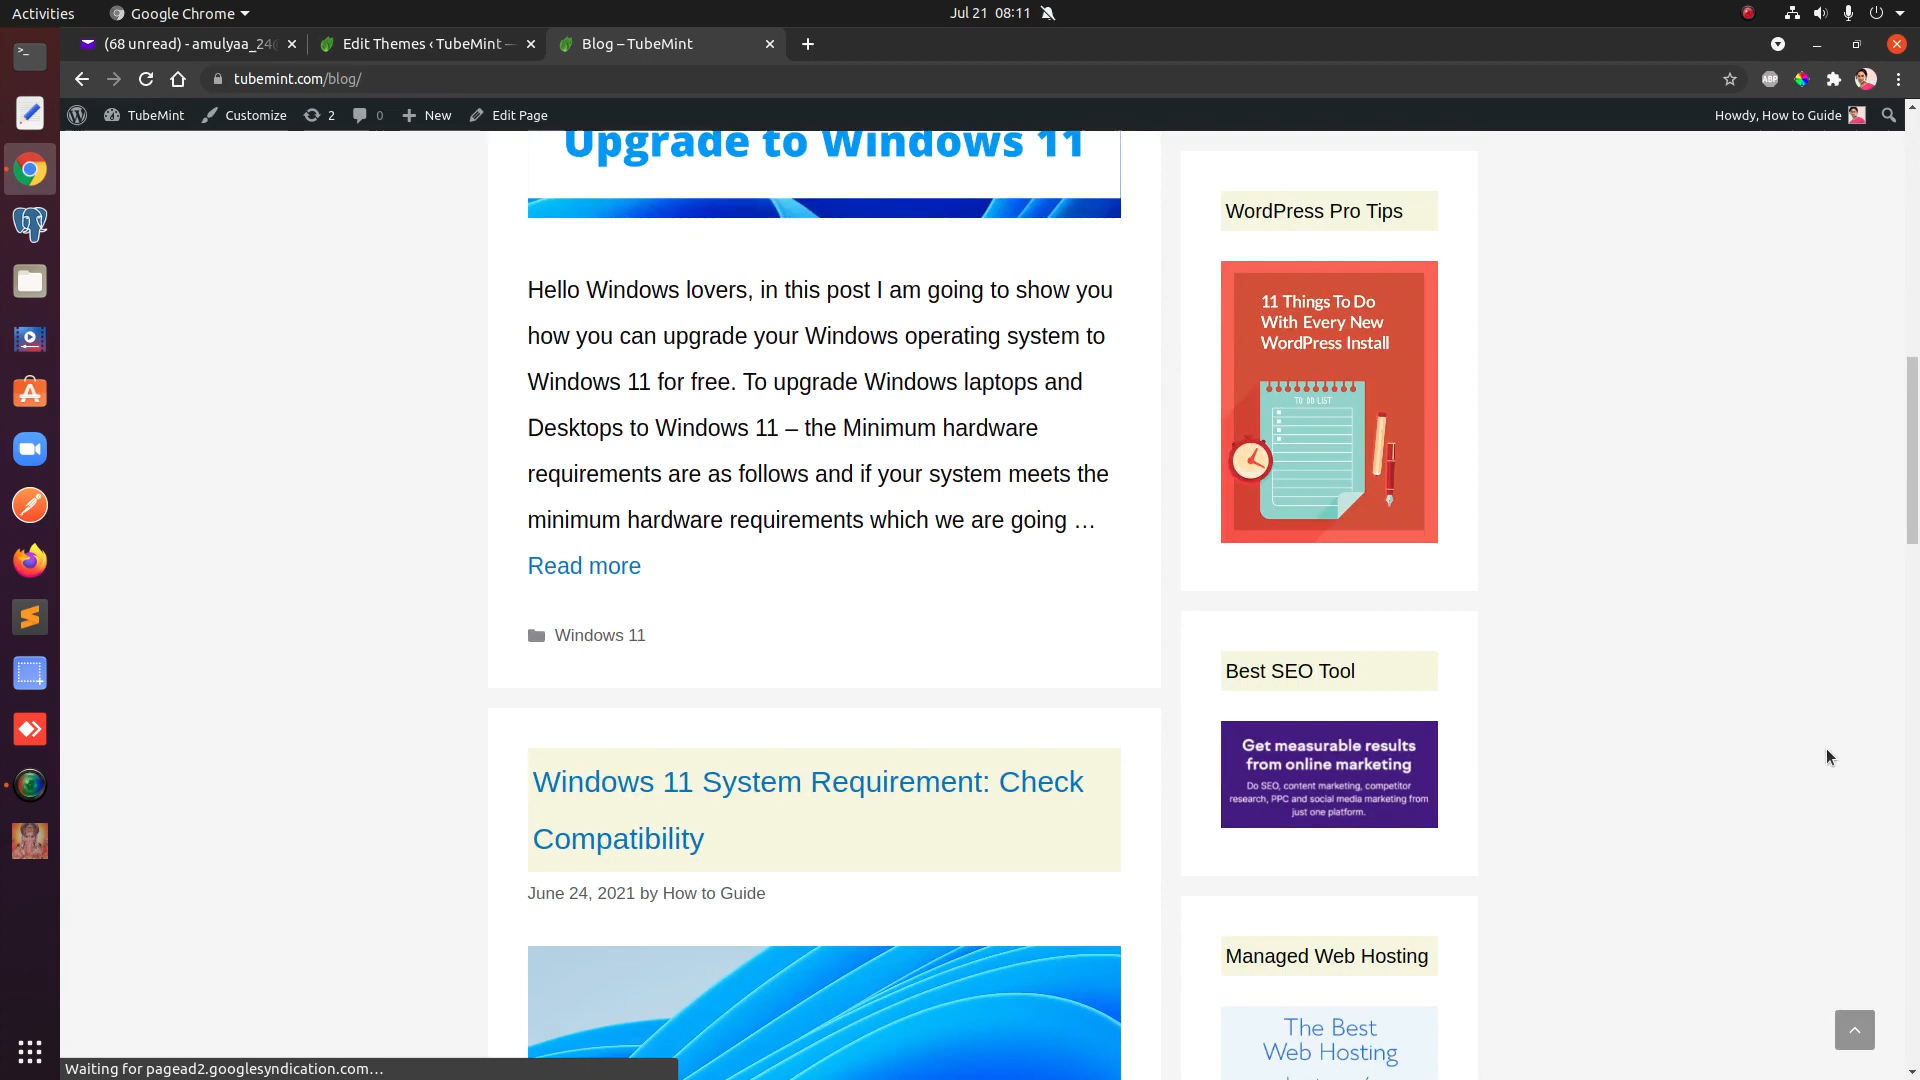 Activities
Google Chrome
Jul 21 08:11
(68 unread) - amulyaa_24
Edit Themes ‹ TubeMint —
Blog – TubeMint
tubemint.com/blog/
ABP
TubeMint
Customize
2
0
New
Edit Page
Howdy, How to Guide
Upgrade to Windows 11
Hello Windows lovers, in this post I am going to show you
how you can upgrade your Windows operating system to
Windows 11 for free. To upgrade Windows laptops and
Desktops to Windows 11 – the Minimum hardware
requirements are as follows and if your system meets the
minimum hardware requirements which we are going …
Read more
Windows 11
Windows 11 System Requirement: Check
Compatibility
June 24, 2021 by How to Guide
WordPress Pro Tips
11 Things To Do
With Every New
WordPress Install
TO DO LIST
Best SEO Tool
Get measurable results
from online marketing
Do SEO, content marketing, competitor
research, PPC and social media marketing from
just one platform.
Managed Web Hosting
The Best
Web Hosting
Waiting for pagead2.googlesyndication.com…